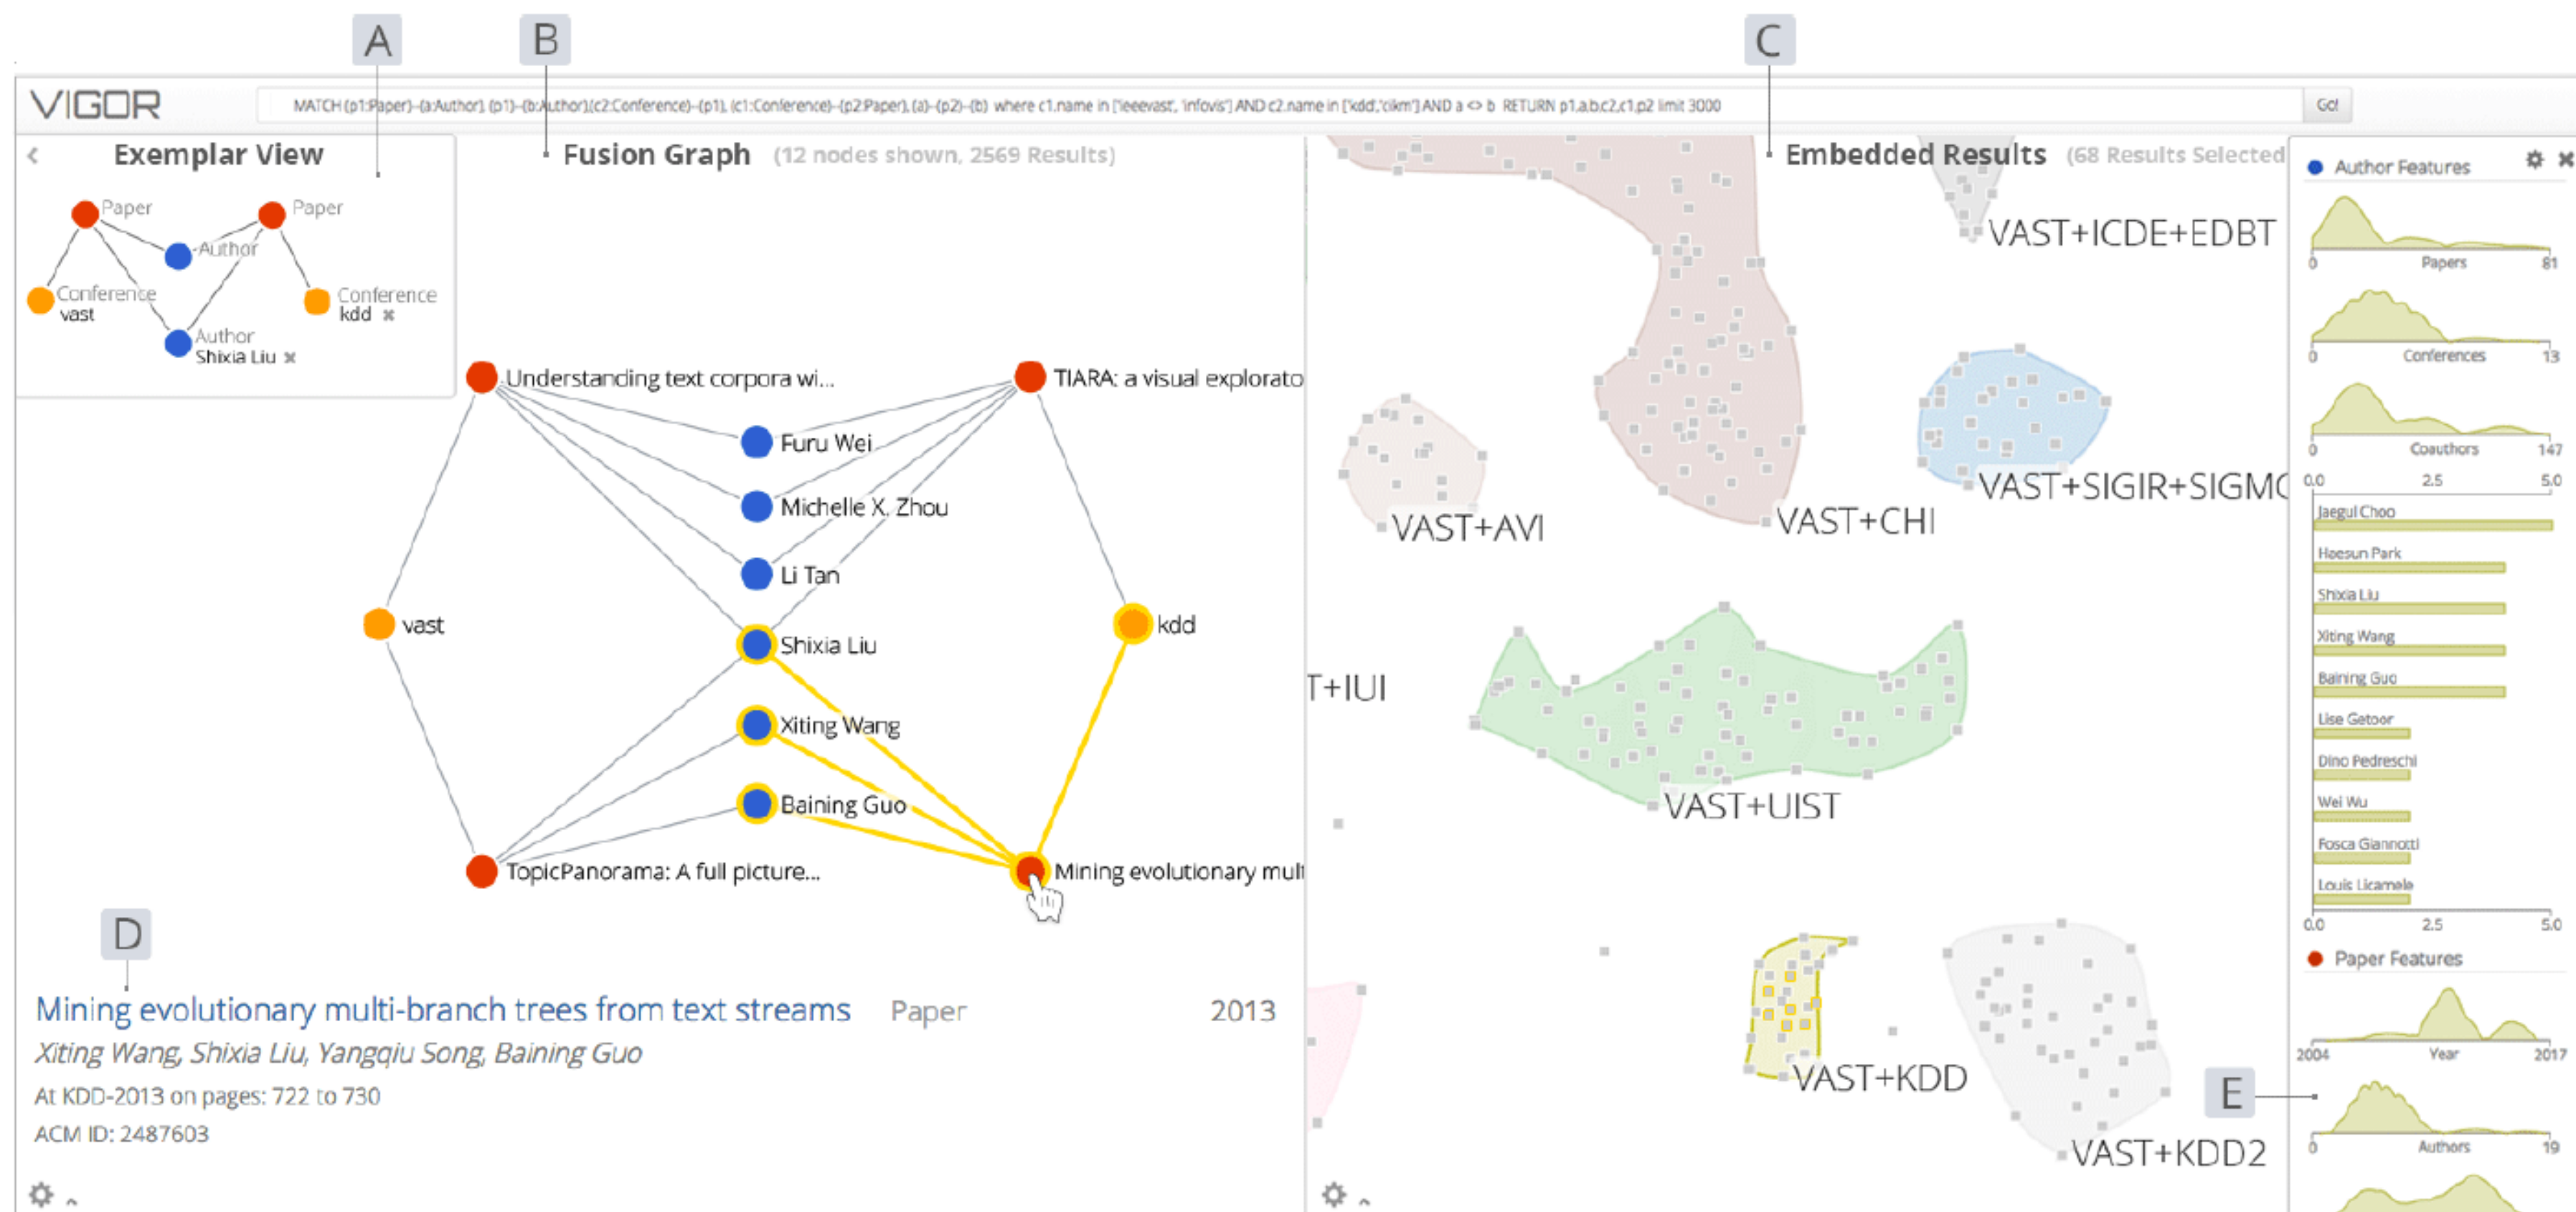 A
B
C
VIGOR
MATCH (p1:Paper)--(a:Author), (p1)--(b:Author),(c2:Conference)--(p1), (c1:Conference)--(p2:Paper), (a)--(p2)--(b) where c1.name in ['ieeevast', 'infovis'] AND c2.name in ['kdd','cikm'] AND a <> b RETURN p1,a,b,c2,c1,p2 limit 3000
Go!
Exemplar View
Paper
Paper
Author
Conference
vast
Conference
kdd
Author
Shixia Liu
Fusion Graph (12 nodes shown, 2569 Results)
Understanding text corpora wi...
TIARA: a visual explorato
Furu Wei
Michelle X. Zhou
Li Tan
vast
Shixia Liu
kdd
Xiting Wang
Baining Guo
TopicPanorama: A full picture...
Mining evolutionary mult
D
Mining evolutionary multi-branch trees from text streams Paper 2013
Xiting Wang, Shixia Liu, Yangqiu Song, Baining Guo
At KDD-2013 on pages: 722 to 730
ACM ID: 2487603
Embedded Results (68 Results Selected
VAST+ICDE+EDBT
VAST+SIGIR+SIGMO
VAST+AVI
VAST+CHI
T+IUI
VAST+UIST
VAST+KDD
VAST+KDD2
E
Author Features
0 Papers 81
0 Conferences 13
0 Coauthors 147
0.0 2.5 5.0
Jaegul Choo
Haesun Park
Shixia Liu
Xiting Wang
Baining Guo
Lise Getoor
Dino Pedreschi
Wei Wu
Fosca Giannotti
Louis Licamele
0.0 2.5 5.0
Paper Features
2004 Year 2017
0 Authors 19